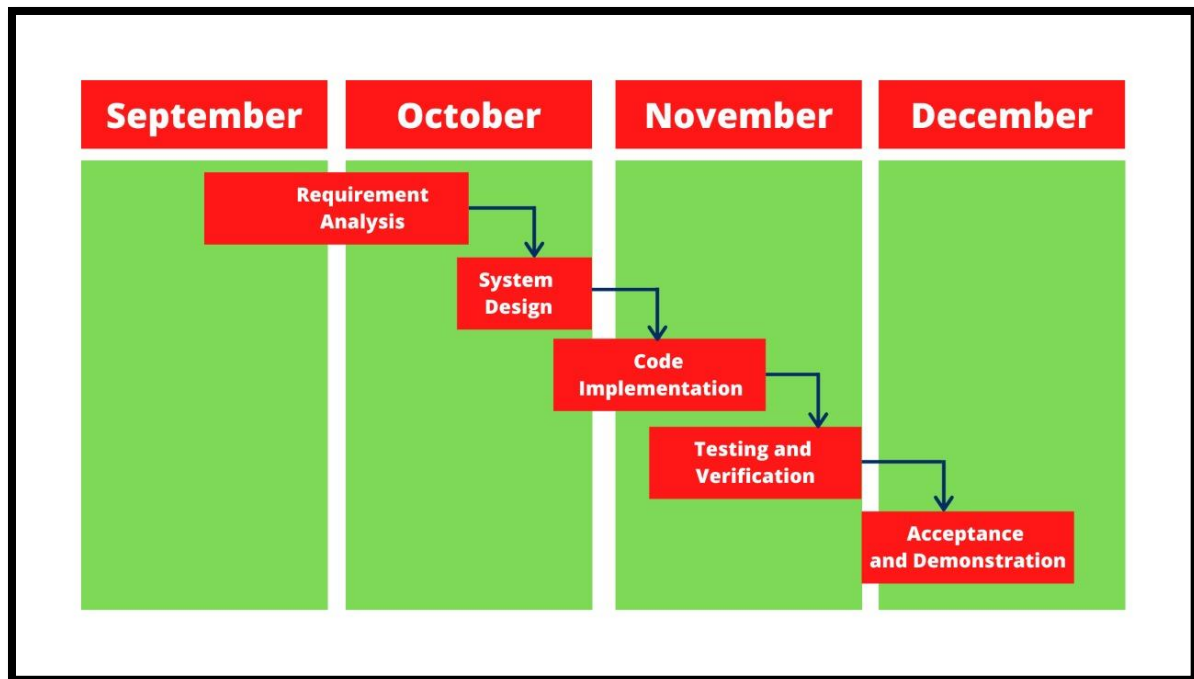 September
October
November
December
Requirement
Analysis
System
Design
Code
Implementation
Testing and
Verification
Acceptance
and Demonstration